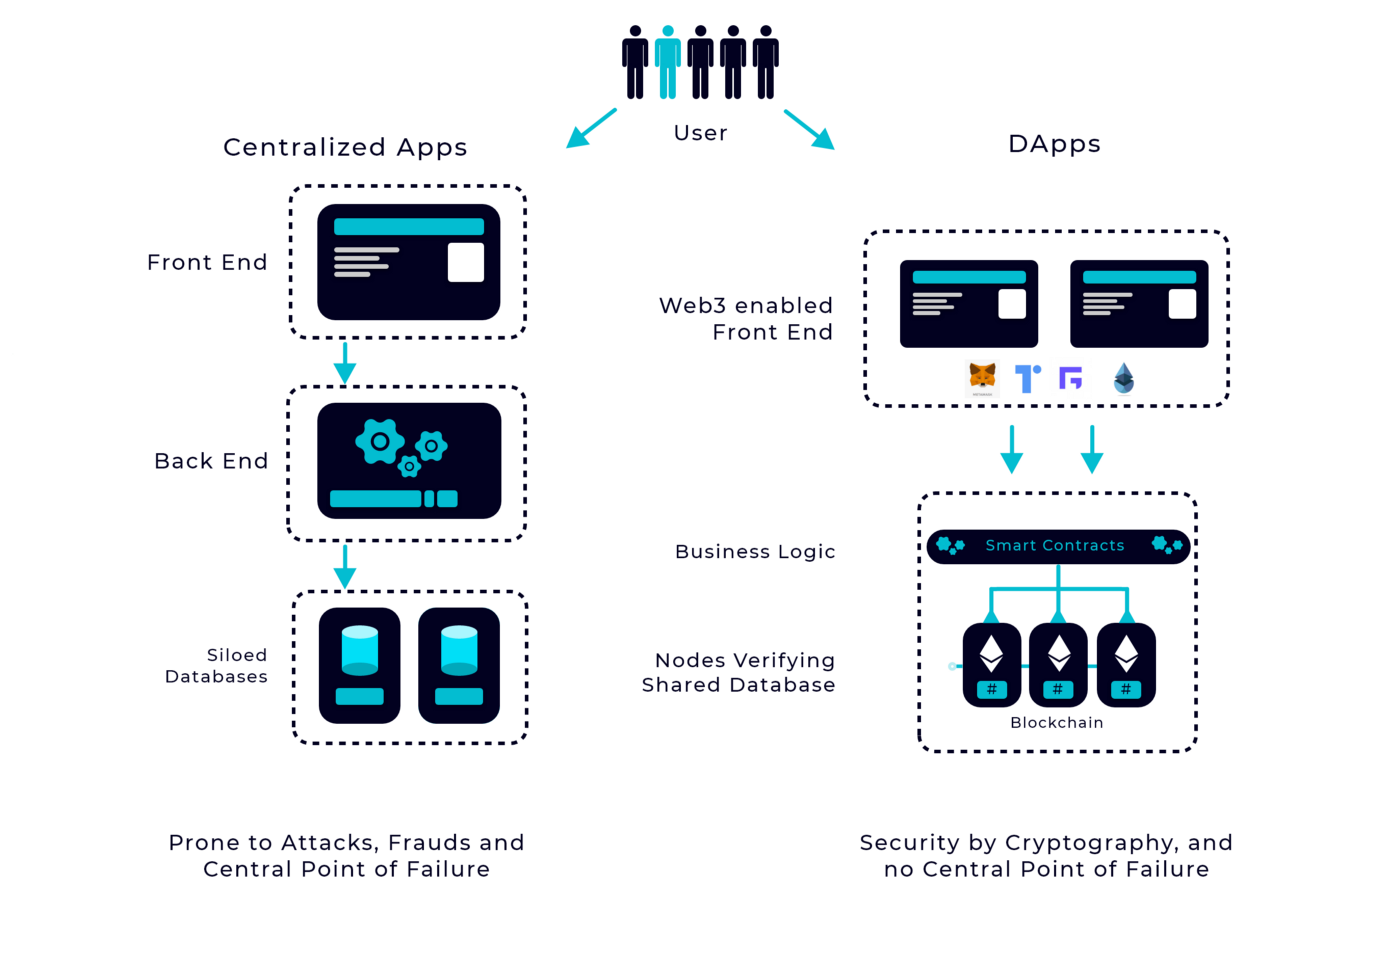 User
Centralized Apps
Front End
Back End
Siloed
Databases
Prone to Attacks, Frauds and
Central Point of Failure
DApps
Web3 enabled
Front End
Business Logic
Smart Contracts
Nodes Verifying
Shared Database
#
#
#
Blockchain
Security by Cryptography, and
no Central Point of Failure